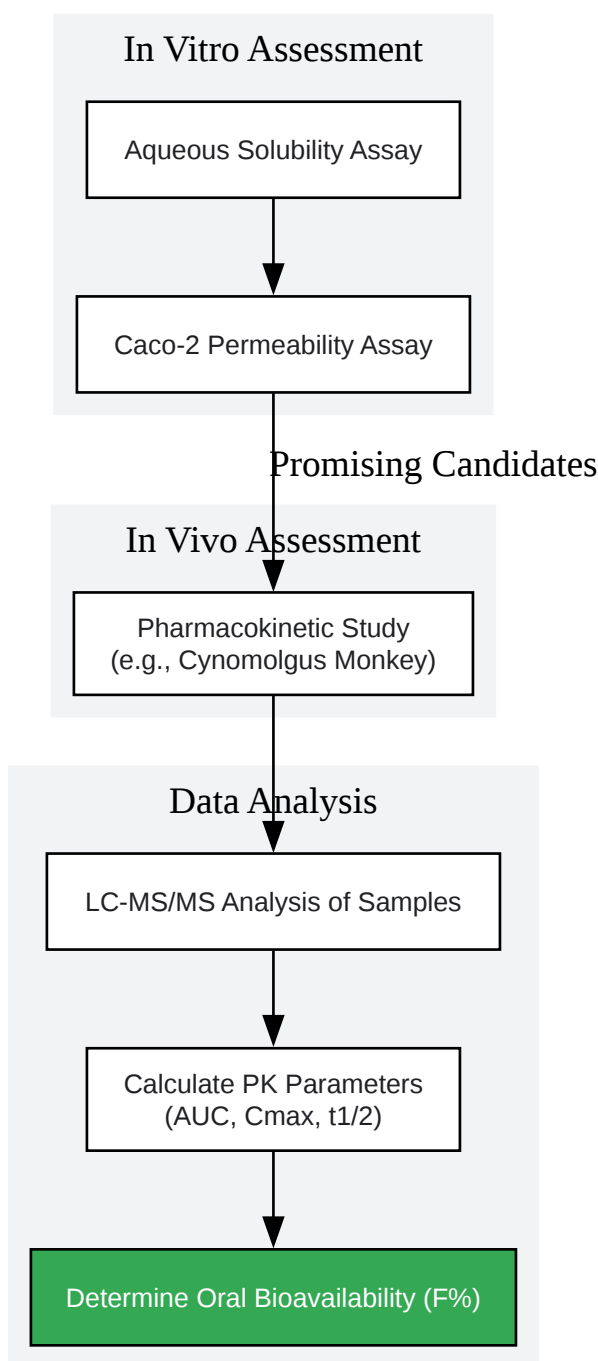 In Vitro Assessment
Aqueous Solubility Assay
Caco-2 Permeability Assay
Promising Candidates
In Vivo Assessment
Pharmacokinetic Study
(e.g., Cynomolgus Monkey)
Data Analysis
LC-MS/MS Analysis of Samples
Calculate PK Parameters
(AUC, Cmax, t1/2)
Determine Oral Bioavailability (F%)